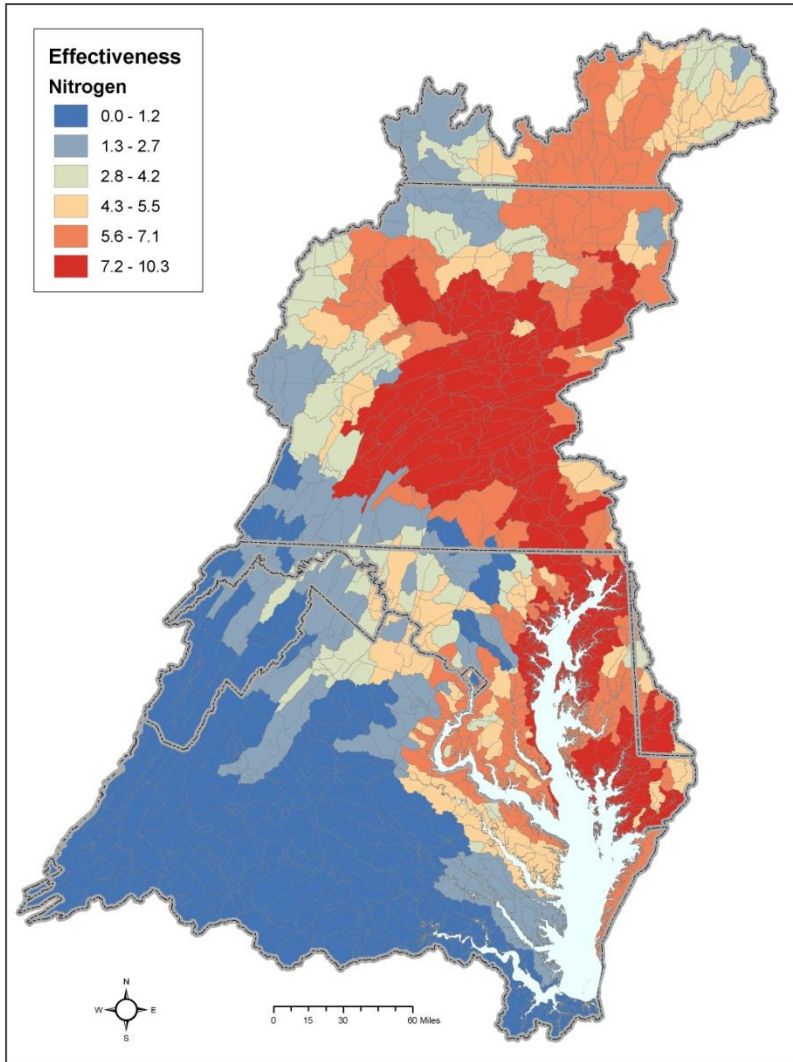 Effectiveness
Nitrogen
0.0 - 1.2
1.3 - 2.7
2.8 - 4.2
4.3 - 5.5
5.6 - 7.1
7.2 - 10.3
N
W E
S
0 15 30 60 Miles